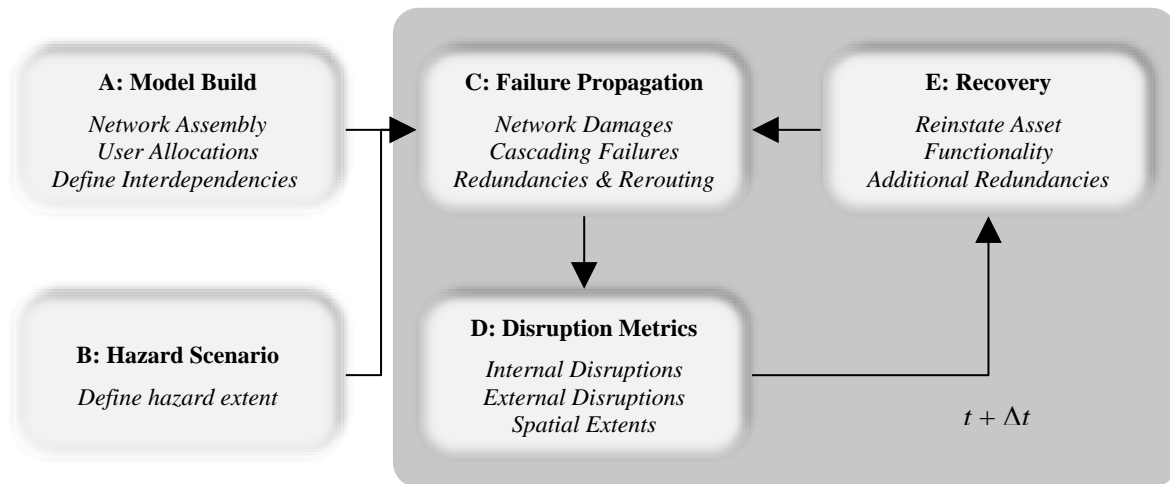 A: Model Build
Network Assembly
User Allocations
Define Interdependencies
B: Hazard Scenario
Define hazard extent
C: Failure Propagation
Network Damages
Cascading Failures
Redundancies & Rerouting
D: Disruption Metrics
Internal Disruptions
External Disruptions
Spatial Extents
E: Recovery
Reinstate Asset
Functionality
Additional Redundancies
t + Δt